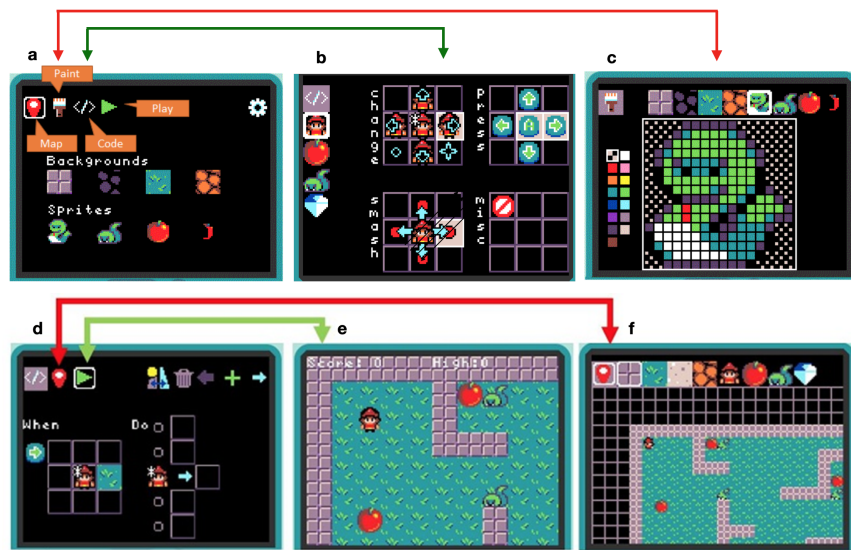 a
b
c
Paint
Play
Map
Code
Backgrounds
Sprites
change
press
smash
misc
</>
A
d
e
f
</>
When
Do
Score: 0 High:0